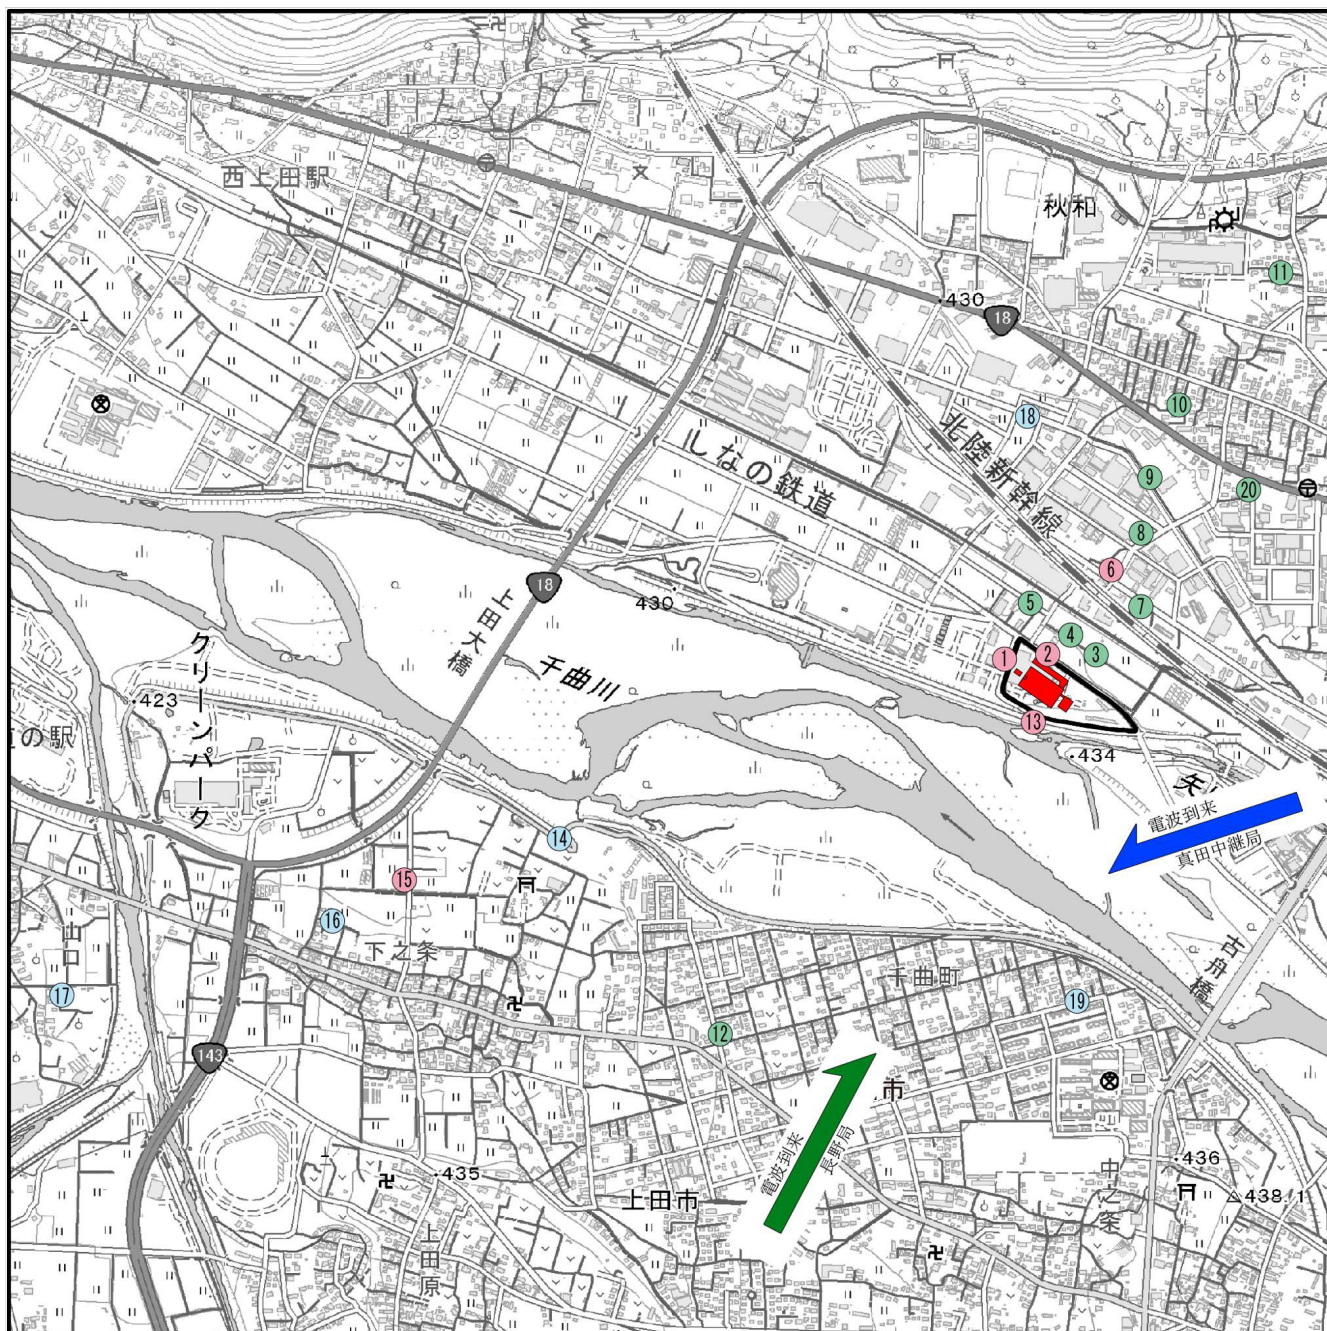 西上田駅
文
秋和
451
11
430
18
10
18
北陸新幹線
しなの鉄道
9
20
8
6
7
18
430
5
4
3
2
1
13
434
上田大橋
千曲川
クリーンパーク
423
の駅
電波到来
真田中継局
14
15
16
下之条
山口
17
千曲町
古舟橋
19
12
143
市
電波到来
長野局
中之条
435
436
438.1
上田市
上田原